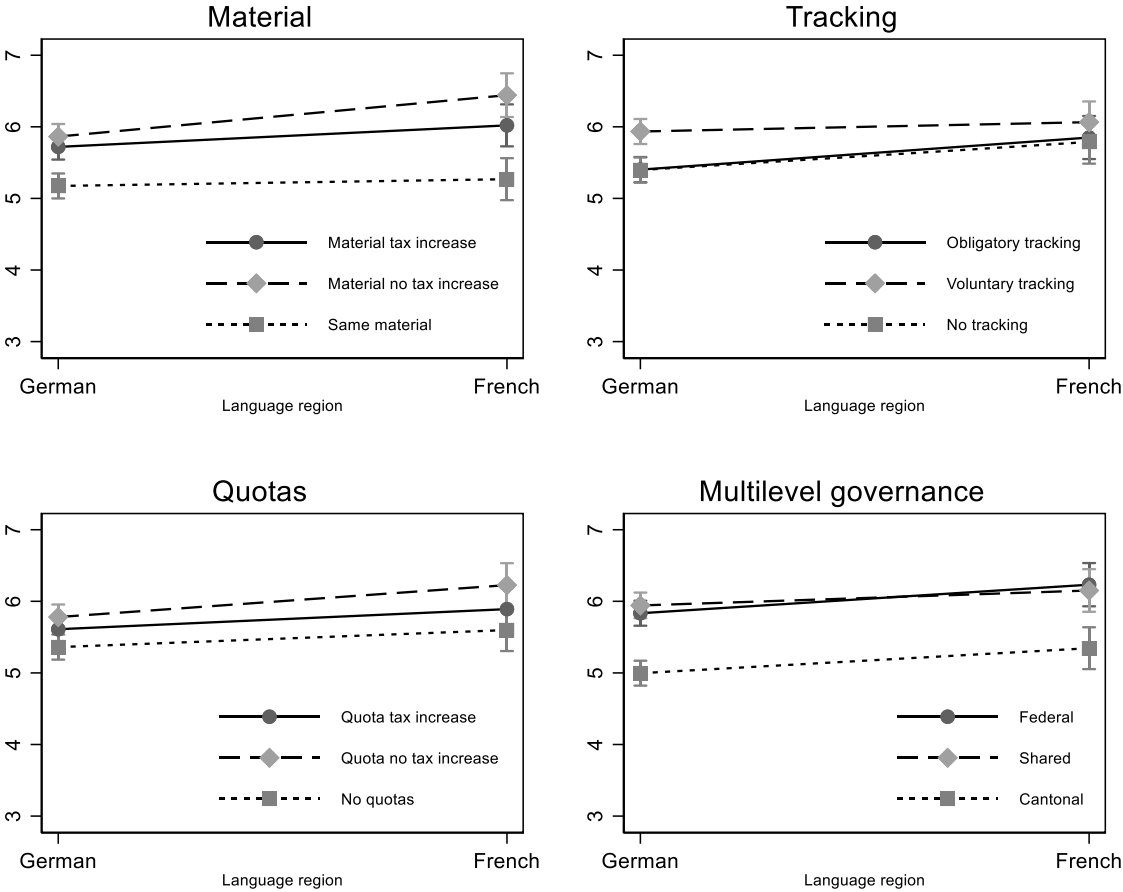 Material
7
6
5
4
3
Material tax increase
Material no tax increase
Same material
German French
Language region
Tracking
7
6
5
4
3
Obligatory tracking
Voluntary tracking
No tracking
German French
Language region
Quotas
7
6
5
4
3
Quota tax increase
Quota no tax increase
No quotas
German French
Language region
Multilevel governance
7
6
5
4
3
Federal
Shared
Cantonal
German French
Language region